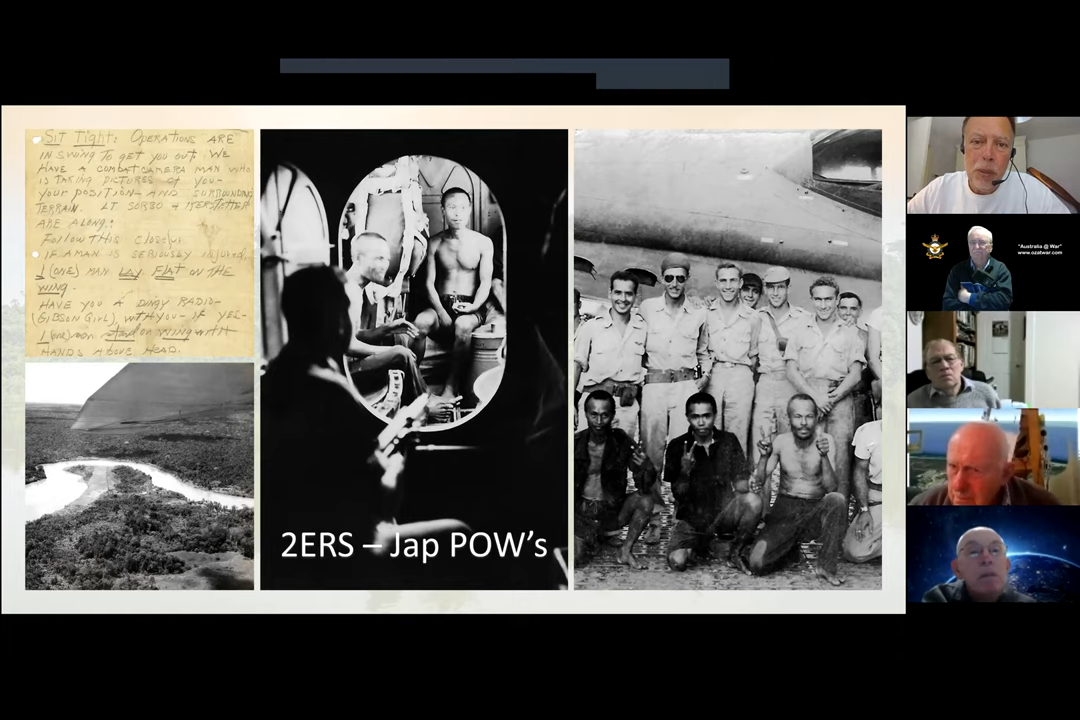 SIT Tight: OPERATIONS ARE
IN SWING TO GET YOU OUT. WE
HAVE A COMBAT CAMERA MAN WHO
IS TAKING PICTURES OF YOU-
YOUR POSITION- AND SURROUNDING
TERRAIN. LT SORBO &
ARE ALONG.
Follow This Closely
IF A MAN IS SERIOUSLY INJURED,
1 (ONE) MAN LAY FLAT ON THE
WING.
HAVE YOU A DINGY RADIO-
(GIBSON GIRL) WITH YOU- IF YES-
1 (one) man stand on WING WITH
HANDS ABOVE HEAD.
2ERS – Jap POW's
"Australia @ War"
www.ozatwar.com